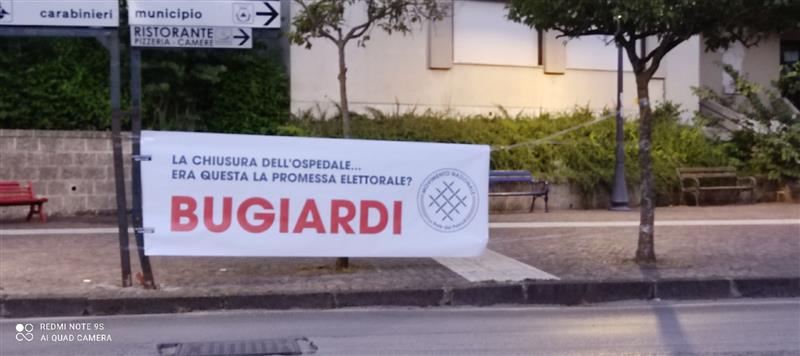 carabinieri
municipio
RISTORANTE
PIZZERIA - CAMERE
LA CHIUSURA DELL'OSPEDALE...
ERA QUESTA LA PROMESSA ELETTORALE?
BUGIARDI
MOVIMENTO NAZIONALE
REDMI NOTE 9S
AI QUAD CAMERA